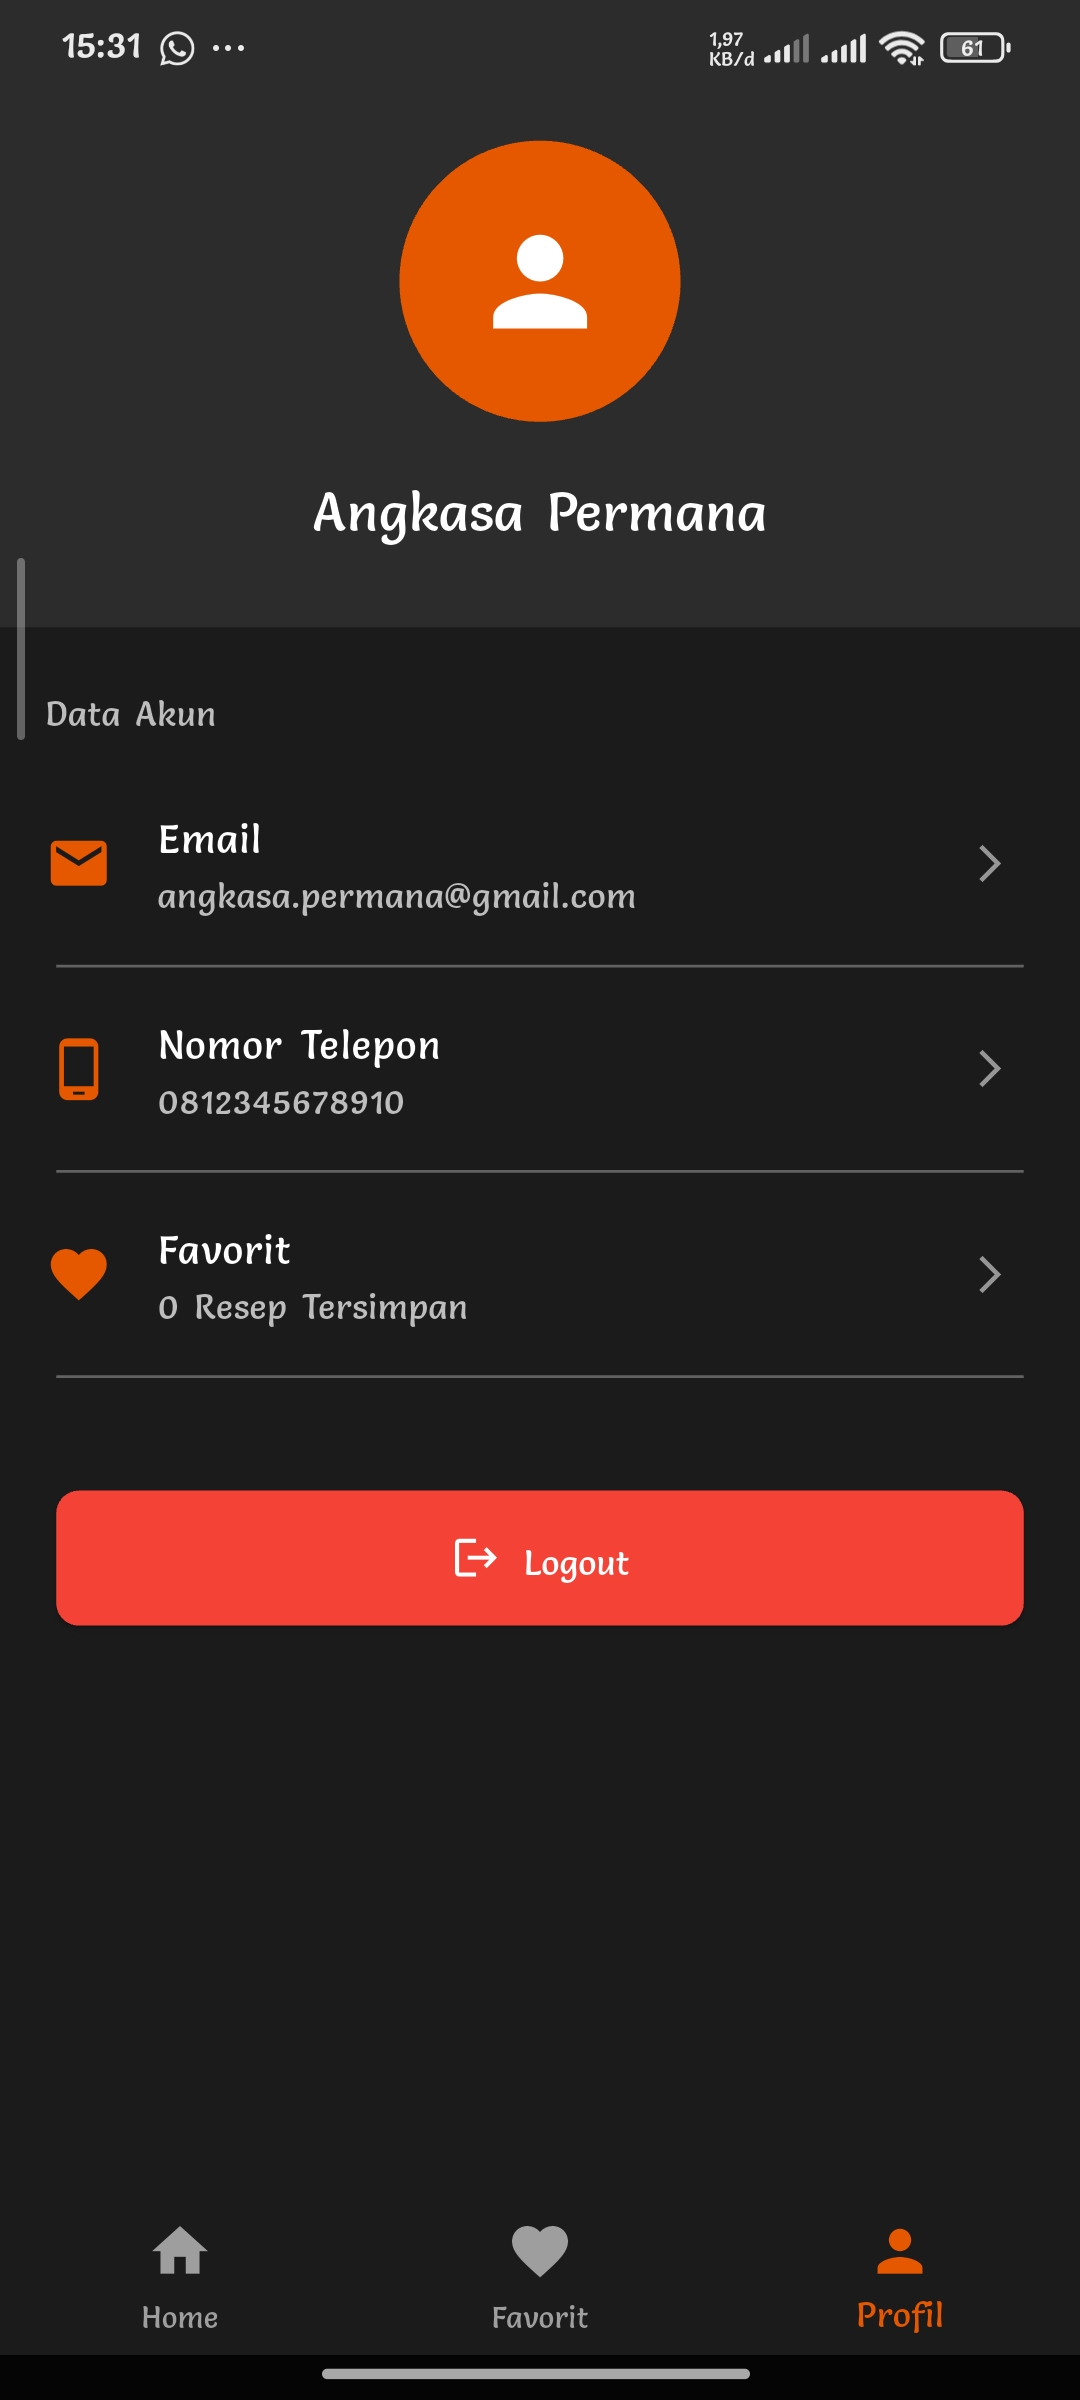 15:31
1,97
KB/d
61
Angkasa Permana
Data Akun
Email
angkasa.permana@gmail.com
Nomor Telepon
0812345678910
Favorit
0 Resep Tersimpan
Logout
Home
Favorit
Profil